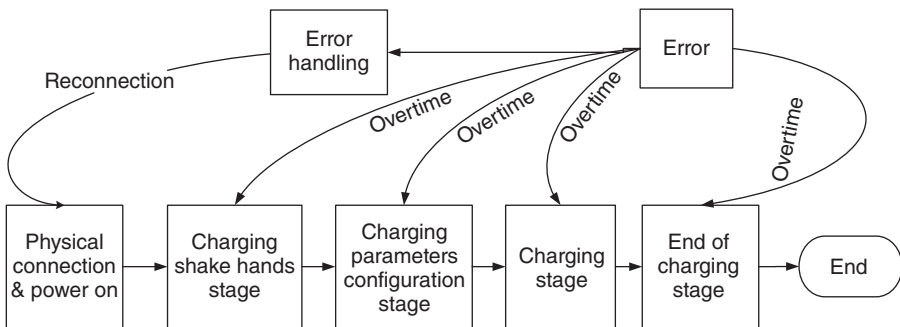 Error
handling
Error
Reconnection
Overtime
Overtime
Overtime
Overtime
Physical
connection
& power on
Charging
shake hands
stage
Charging
parameters
configuration
stage
Charging
stage
End of
charging
stage
End